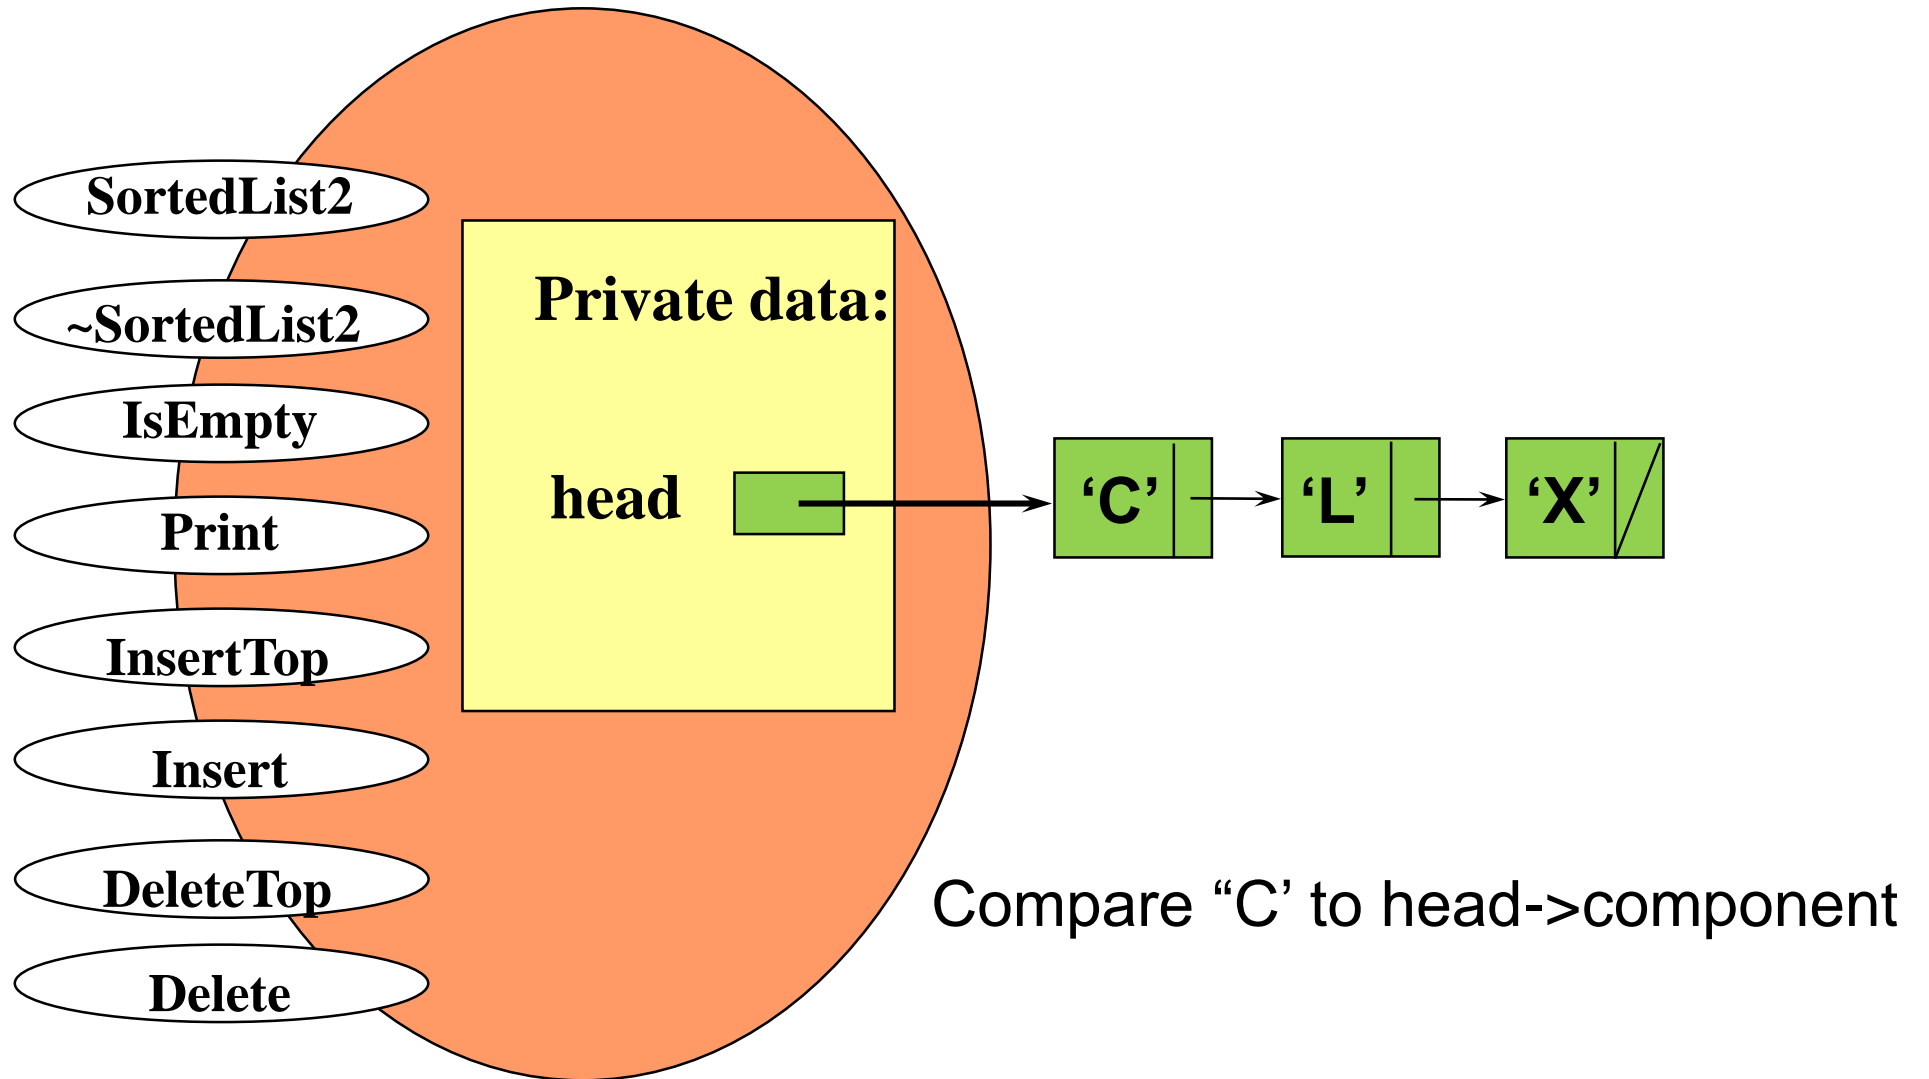 SortedList2
~SortedList2
IsEmpty
Print
InsertTop
Insert
DeleteTop
Delete
Private data:
head
‘C’
‘L’
‘X’
Compare “C’ to head->component